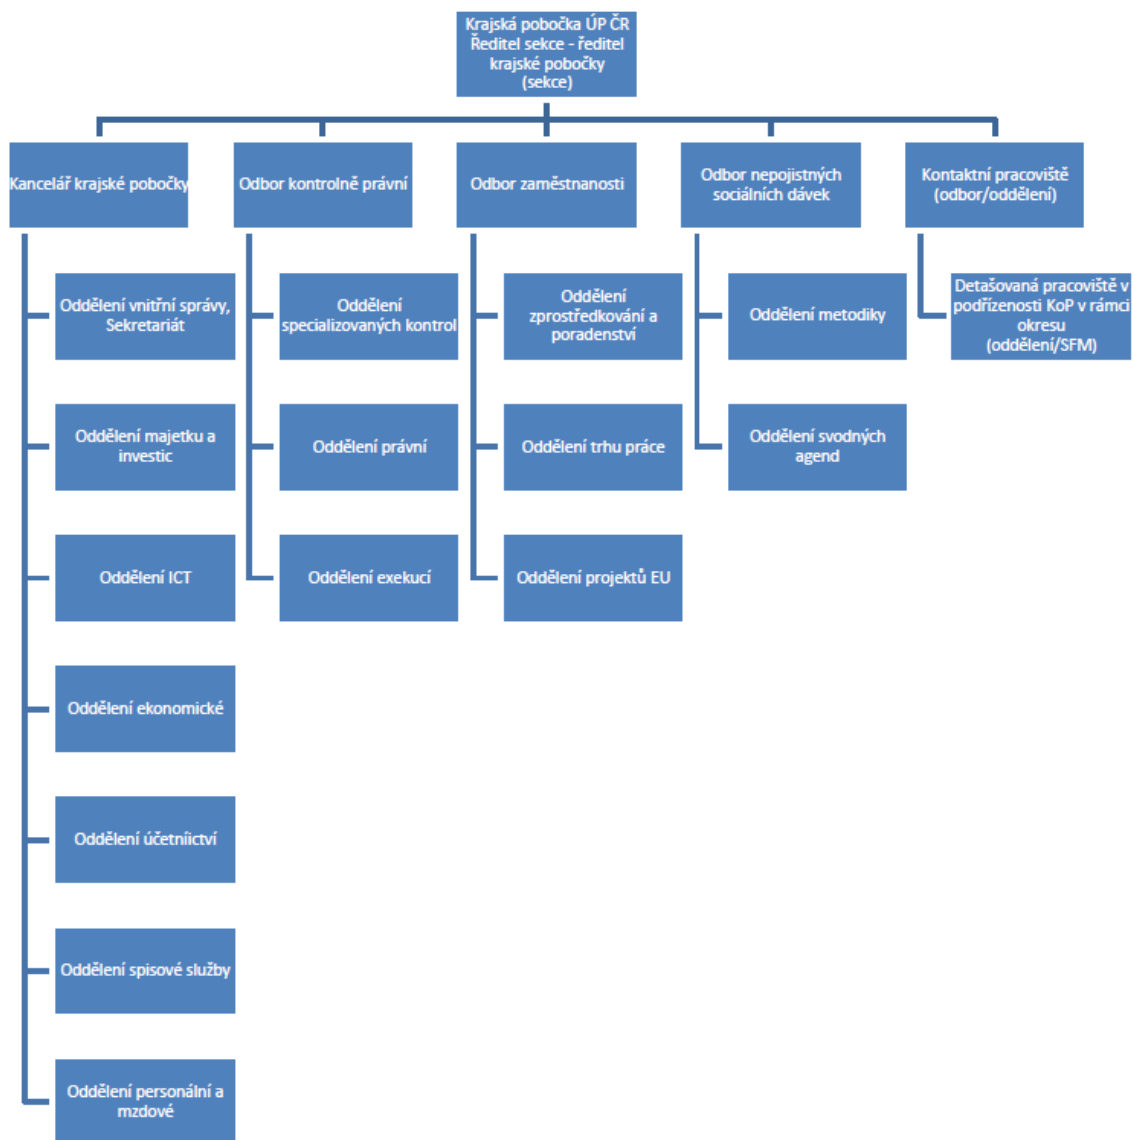 Krajská pobočka ÚP ČR
Ředitel sekce - ředitel
krajské pobočky
(sekce)
Kancelář krajské pobočky
Odbor kontrolně právní
Odbor zaměstnanosti
Odbor nepojistných
sociálních dávek
Kontaktní pracoviště
(odbor/oddělení)
Oddělení vnitřní správy,
Sekretariát
Oddělení majetku a
investic
Oddělení ICT
Oddělení ekonomické
Oddělení účetníictví
Oddělení spisové služby
Oddělení personální a
mzdové
Oddělení
specializovaných kontrol
Oddělení právní
Oddělení exekucí
Oddělení
zprostředkování a
poradenství
Oddělení trhu práce
Oddělení projektů EU
Oddělení metodiky
Oddělení svodných
agend
Detašovaná pracoviště v
podřízenosti KoP v rámci
okresu
(oddělení/SFM)